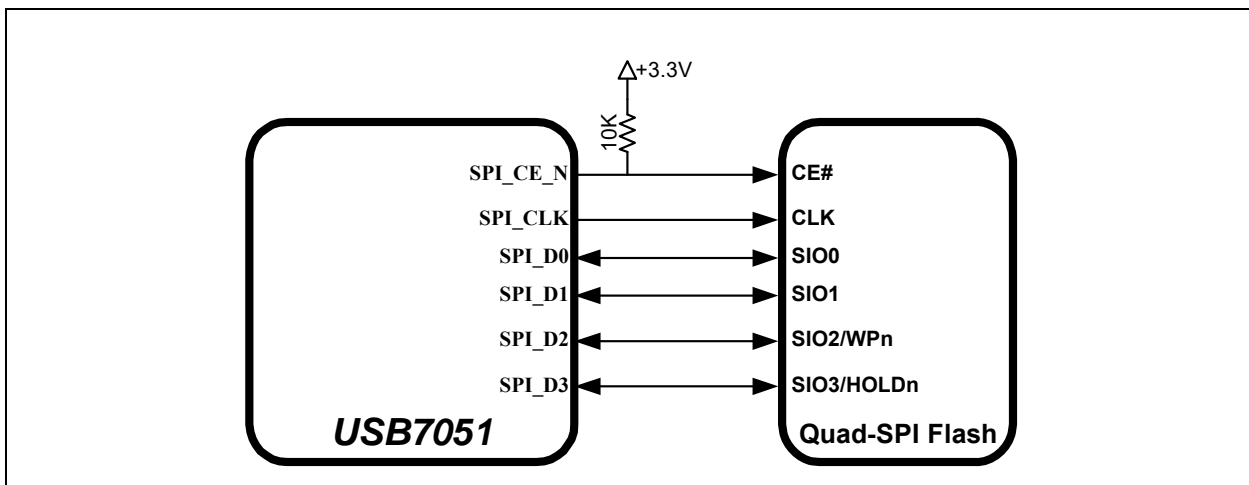 +3.3V
10K
SPI_CE_N CE#
SPI_CLK CLK
SPI_D0 SIO0
SPI_D1 SIO1
SPI_D2 SIO2/WPn
SPI_D3 SIO3/HOLDn
USB7051 Quad-SPI Flash